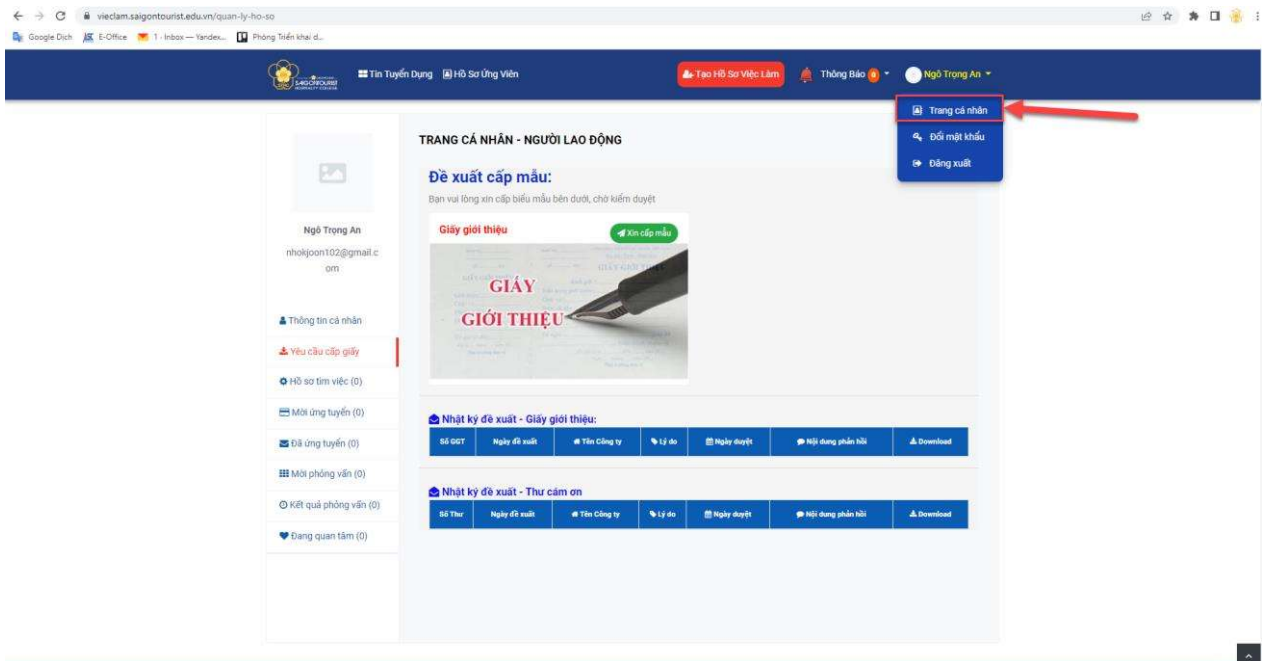 vieclam.saigontourist.edu.vn/quan-ly-ho-so
Google Dịch E-Office 1 · Inbox — Yandex... Phòng Triển khai d...
SAIGONTOURIST
HOSPITALITY COLLEGE
Tin Tuyển Dụng Hồ Sơ Ứng Viên Tạo Hồ Sơ Việc Làm Thông Báo 0 Ngô Trọng An
Trang cá nhân
Đổi mật khẩu
Đăng xuất
Ngô Trọng An
nhokjoon102@gmail.c
om
Thông tin cá nhân
Yêu cầu cấp giấy
Hồ sơ tìm việc (0)
Mời ứng tuyển (0)
Đã ứng tuyển (0)
Mời phỏng vấn (0)
Kết quả phỏng vấn (0)
Đang quan tâm (0)
TRANG CÁ NHÂN - NGƯỜI LAO ĐỘNG
Đề xuất cấp mẫu:
Bạn vui lòng xin cấp biểu mẫu bên dưới, chờ kiểm duyệt
Giấy giới thiệu Xin cấp mẫu
GIẤY
GIỚI THIỆU
Nhật ký đề xuất - Giấy giới thiệu:
Số GGT Ngày đề xuất Tên Công ty Lý do Ngày duyệt Nội dung phản hồi Download
Nhật ký đề xuất - Thư cám ơn
Số Thư Ngày đề xuất Tên Công ty Lý do Ngày duyệt Nội dung phản hồi Download